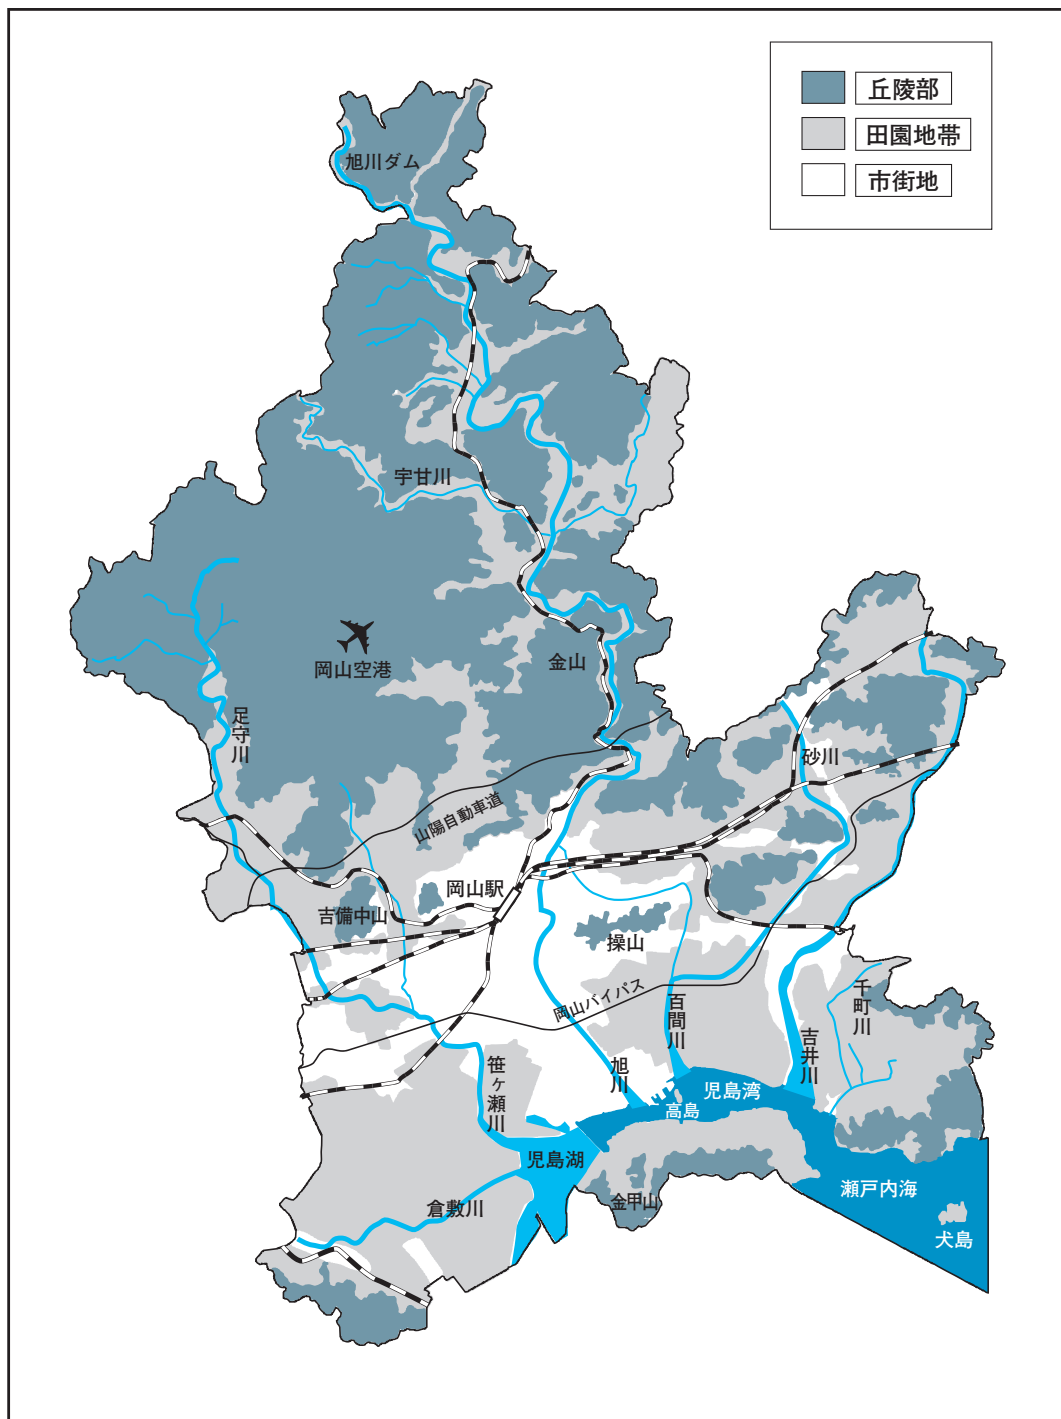 丘陵部
田園地帯
市街地
旭川ダム
宇甘川
岡山空港
金山
足守川
砂川
山陽自動車道
岡山駅
吉備中山
操山
岡山バイパス
百間川
千町川
吉井川
旭川
笹ヶ瀬川
児島湾
高島
児島湖
瀬戸内海
金甲山
倉敷川
犬島